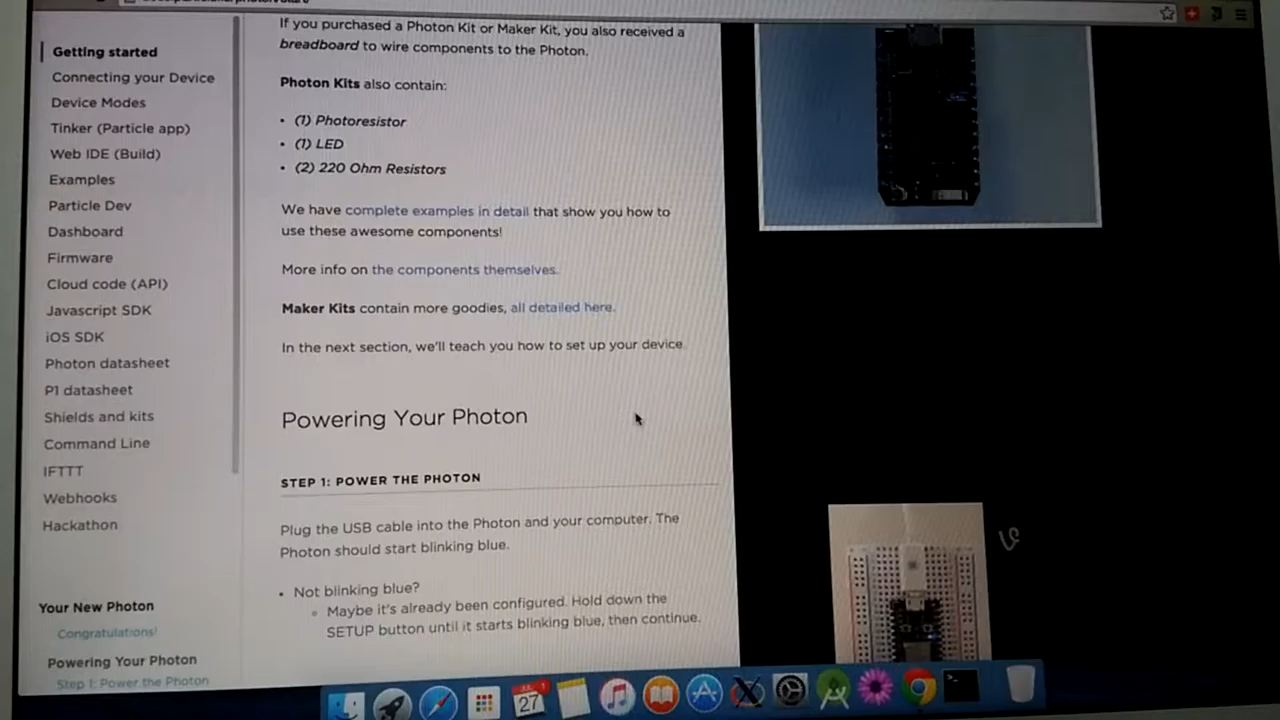 Getting started
Connecting your Device
Device Modes
Tinker (Particle app)
Web IDE (Build)
Examples
Particle Dev
Dashboard
Firmware
Cloud code (API)
Javascript SDK
iOS SDK
Photon datasheet
P1 datasheet
Shields and kits
Command Line
IFTTT
Webhooks
Hackathon
Your New Photon
Congratulations!
Powering Your Photon
Step 1: Power the Photon
If you purchased a Photon Kit or Maker Kit, you also received a
breadboard to wire components to the Photon.
Photon Kits also contain:
• (1) Photoresistor
• (1) LED
• (2) 220 Ohm Resistors
We have complete examples in detail that show you how to
use these awesome components!
More info on the components themselves.
Maker Kits contain more goodies, all detailed here.
In the next section, we'll teach you how to set up your device.
Powering Your Photon
STEP 1: POWER THE PHOTON
Plug the USB cable into the Photon and your computer. The
Photon should start blinking blue.
• Not blinking blue?
◦ Maybe it's already been configured. Hold down the
SETUP button until it starts blinking blue, then continue.
JUL
27
1